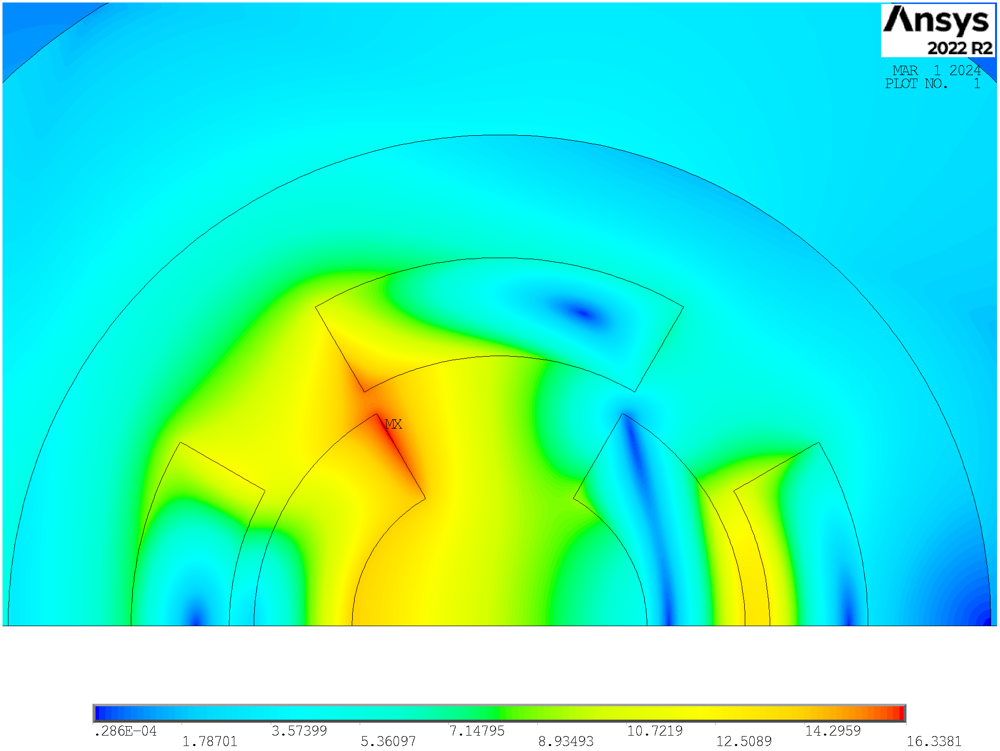 Ansys
2022 R2
MAR 1 2024
PLOT NO. 1
MX
.286E-04
1.78701
3.57399
5.36097
7.14795
8.93493
10.7219
12.5089
14.2959
16.3381